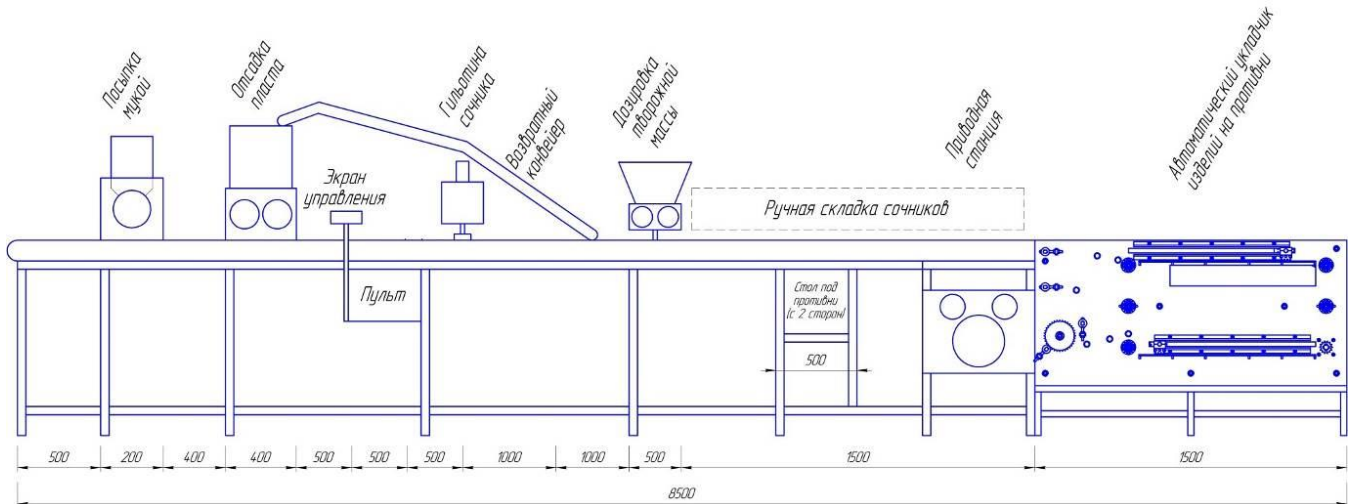 Посыпка
мукой
Отсадка
пласта
Гильотина
сочника
Возвратный
конвейер
Дозировка
творожной
массы
Приводная
станция
Автоматический укладчик
изделий на противни
Экран
управления
Ручная складка сочников
Пульт
Стол под
противни
(с 2 сторон)
500
500 200 400 400 500 500 500 1000 1000 500 1500 1500
8500